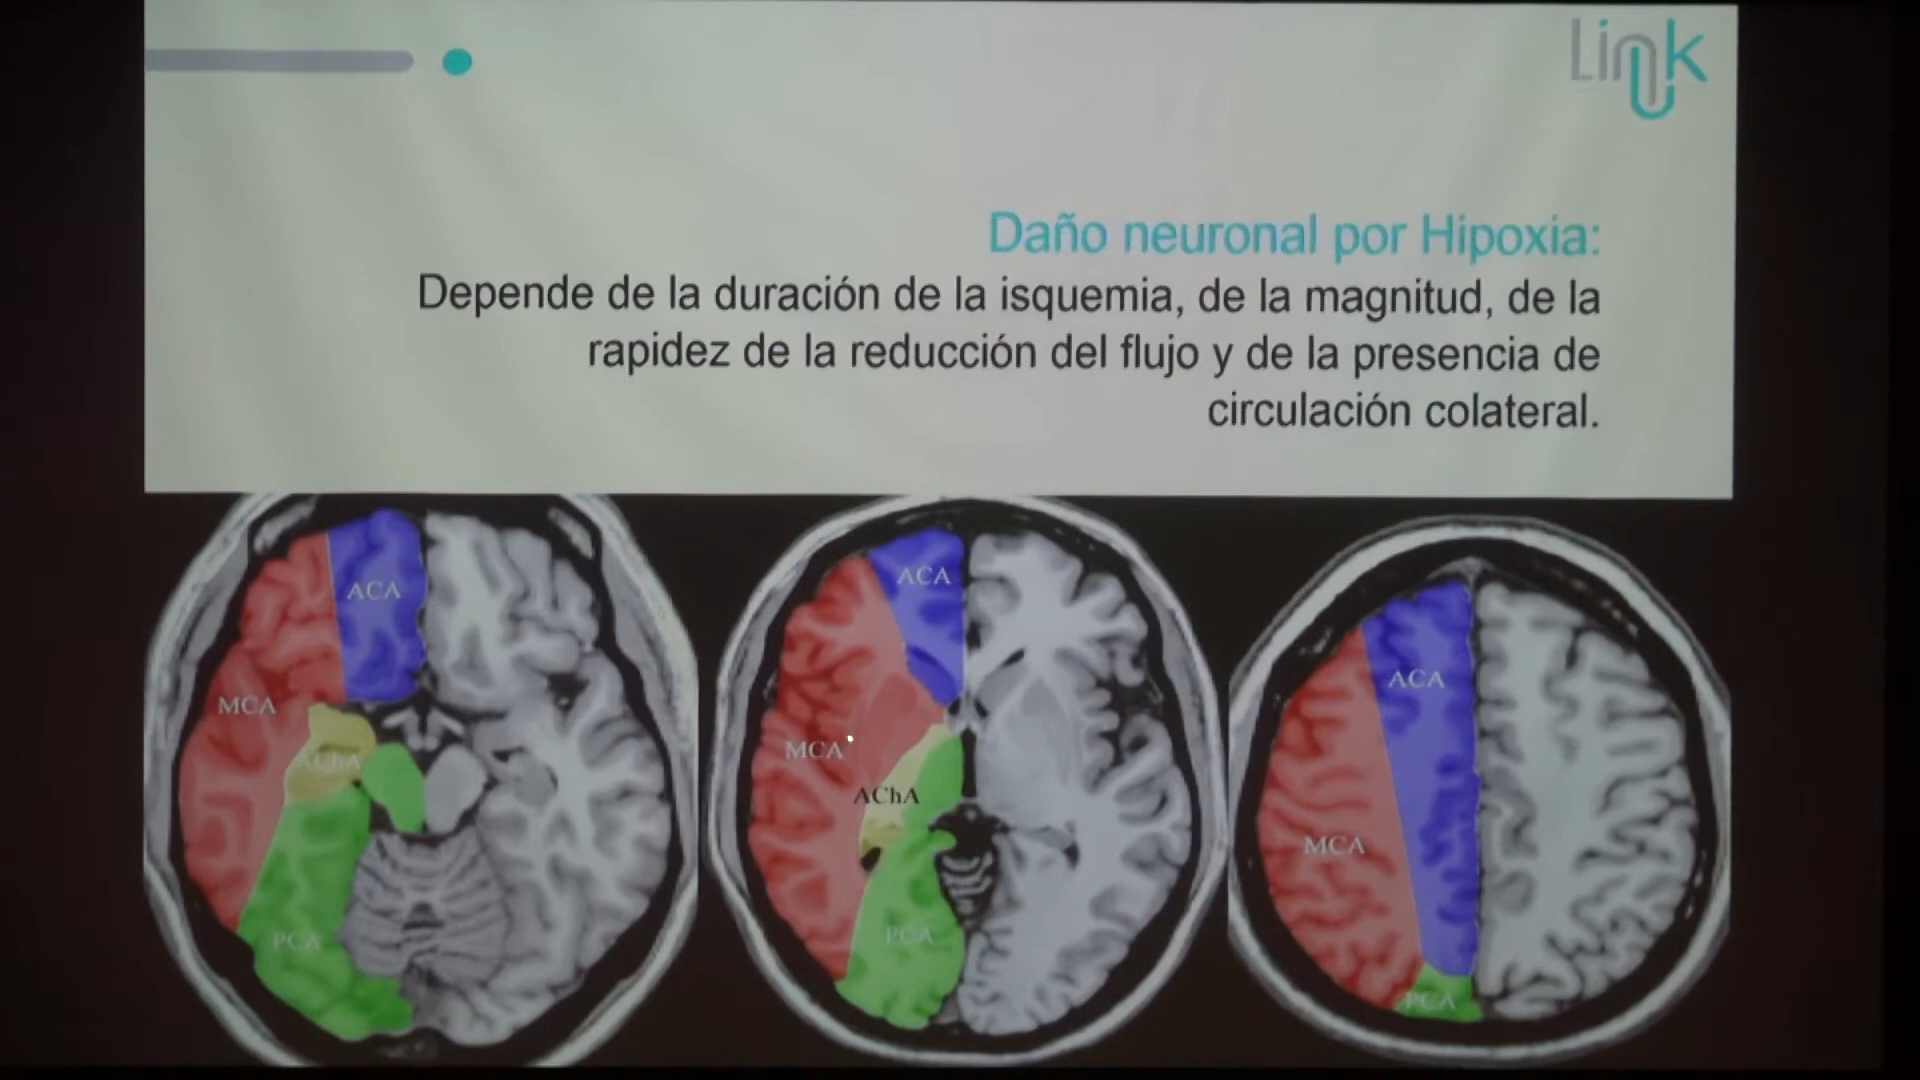 Link
Daño neuronal por Hipoxia:
Depende de la duración de la isquemia, de la magnitud, de la
rapidez de la reducción del flujo y de la presencia de
circulación colateral.
ACA
MCA
AChA
PCA
ACA
MCA
AChA
PCA
ACA
MCA
PCA